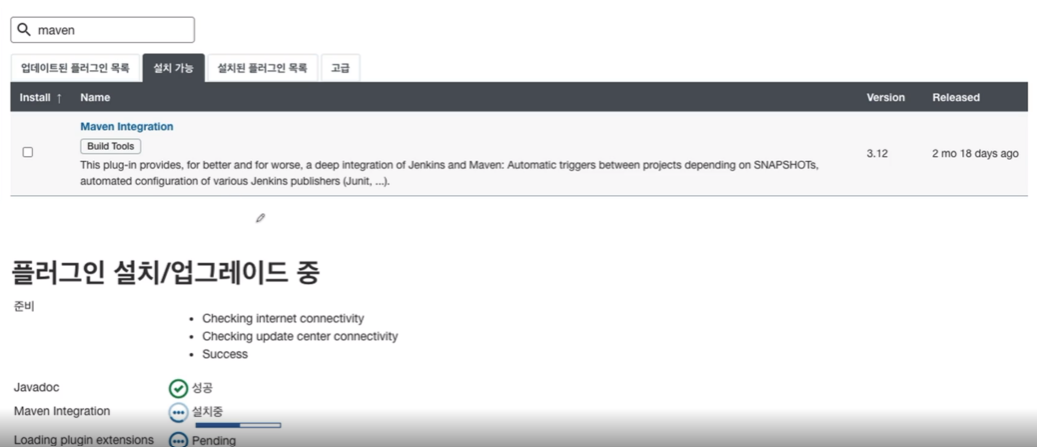 maven
업데이트된 플러그인 목록 설치 가능 설치된 플러그인 목록 고급
Install ↑ Name Version Released
Maven Integration
Build Tools
This plug-in provides, for better and for worse, a deep integration of Jenkins and Maven: Automatic triggers between projects depending on SNAPSHOTs,
automated configuration of various Jenkins publishers (Junit, ...).
3.12 2 mo 18 days ago
플러그인 설치/업그레이드 중
준비
• Checking internet connectivity
• Checking update center connectivity
• Success
Javadoc 성공
Maven Integration 설치중
Loading plugin extensions Pending